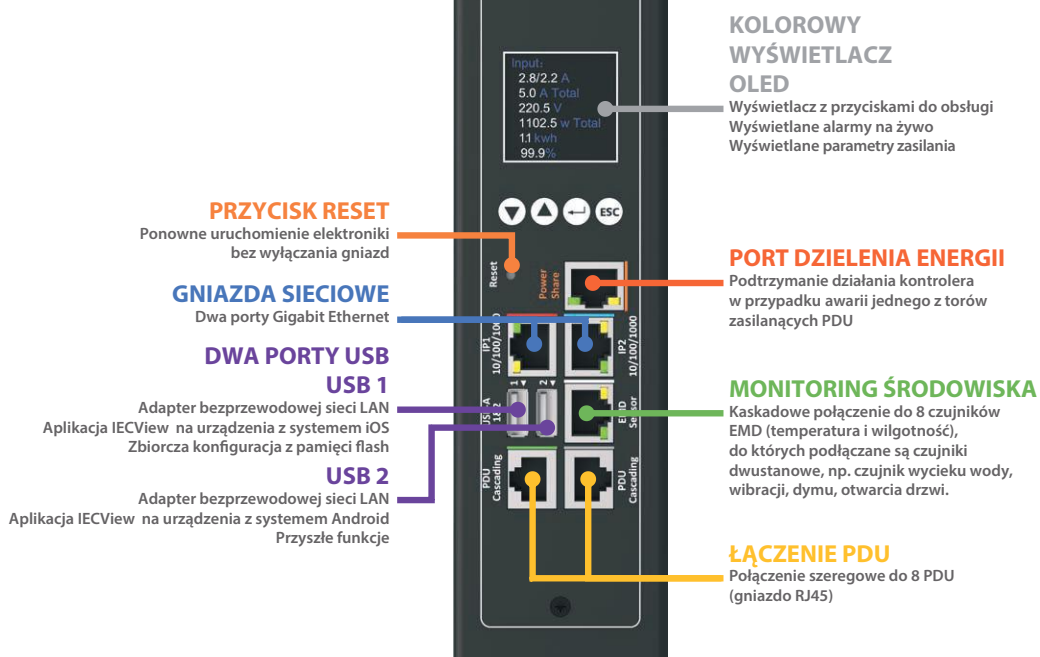 KOLOROWY
WYŚWIETLACZ
OLED
Wyświetlacz z przyciskami do obsługi
Wyświetlane alarmy na żywo
Wyświetlane parametry zasilania
Input:
2.8/2.2 A
5.0 A Total
220.5 V
1102.5 w Total
1.1 kwh
99.9%
ESC
PRZYCISK RESET
Ponowne uruchomienie elektroniki
bez wyłączania gniazd
GNIAZDA SIECIOWE
Dwa porty Gigabit Ethernet
DWA PORTY USB
USB 1
Adapter bezprzewodowej sieci LAN
Aplikacja IECView na urządzenia z systemem iOS
Zbiorcza konfiguracja z pamięci flash
USB 2
Adapter bezprzewodowej sieci LAN
Aplikacja IECView na urządzenia z systemem Android
Przyszłe funkcje
Reset
Power
Share
IP1
10/100/1000
IP2
10/100/1000
USB-A
1&2
1
2
EMD
Sensor
PDU
Cascading
PDU
Cascading
PORT DZIELENIA ENERGII
Podtrzymanie działania kontrolera
w przypadku awarii jednego z torów
zasilanących PDU
MONITORING ŚRODOWISKA
Kaskadowe połączenie do 8 czujników
EMD (temperatura i wilgotność),
do których podłączane są czujniki
dwustanowe, np. czujnik wycieku wody,
wibracji, dymu, otwarcia drzwi.
ŁĄCZENIE PDU
Połączenie szeregowe do 8 PDU
(gniazdo RJ45)